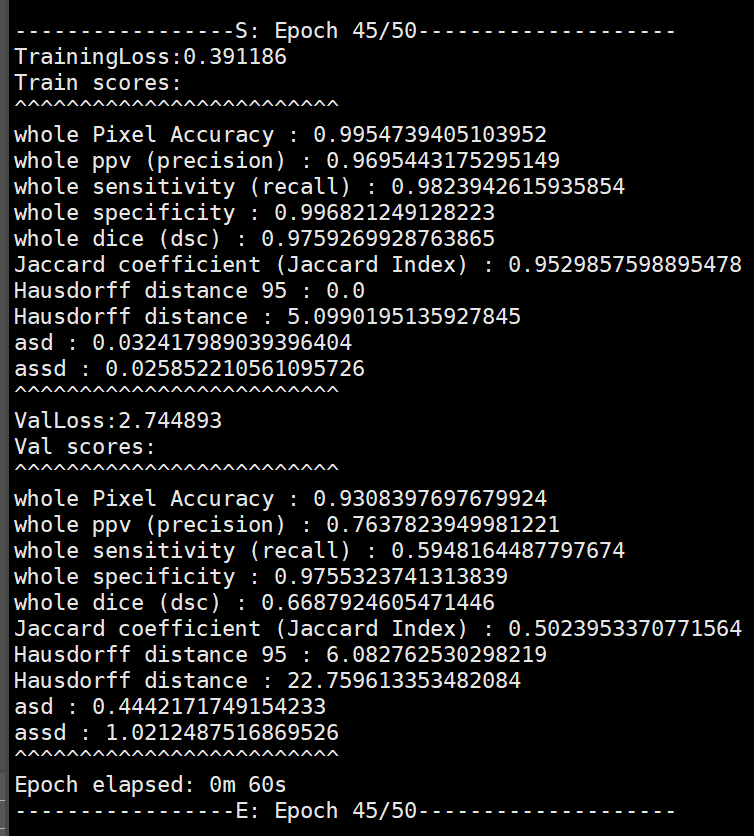 -----------------S: Epoch 45/50--------------------
TrainingLoss:0.391186
Train scores:
^^^^^^^^^^^^^^^^^^^^^^^^^
whole Pixel Accuracy : 0.9954739405103952
whole ppv (precision) : 0.9695443175295149
whole sensitivity (recall) : 0.9823942615935854
whole specificity : 0.996821249128223
whole dice (dsc) : 0.9759269928763865
Jaccard coefficient (Jaccard Index) : 0.9529857598895478
Hausdorff distance 95 : 0.0
Hausdorff distance : 5.0990195135927845
asd : 0.032417989039396404
assd : 0.025852210561095726
^^^^^^^^^^^^^^^^^^^^^^^^^
ValLoss:2.744893
Val scores:
^^^^^^^^^^^^^^^^^^^^^^^^^
whole Pixel Accuracy : 0.9308397697679924
whole ppv (precision) : 0.7637823949981221
whole sensitivity (recall) : 0.5948164487797674
whole specificity : 0.9755323741313839
whole dice (dsc) : 0.6687924605471446
Jaccard coefficient (Jaccard Index) : 0.5023953370771564
Hausdorff distance 95 : 6.082762530298219
Hausdorff distance : 22.759613353482084
asd : 0.4442171749154233
assd : 1.0212487516869526
^^^^^^^^^^^^^^^^^^^^^^^^^
Epoch elapsed: 0m 60s
-----------------E: Epoch 45/50--------------------